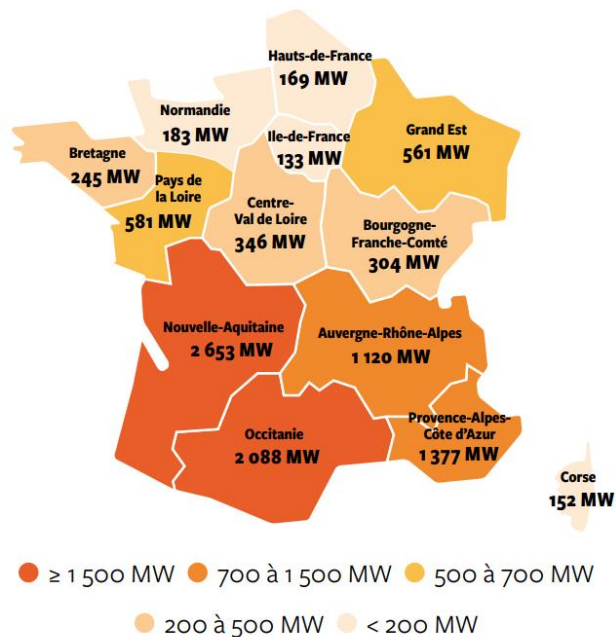 Hauts-de-France
169 MW
Normandie
183 MW
Ile-de-France
133 MW
Grand Est
561 MW
Bretagne
245 MW
Pays de
la Loire
581 MW
Centre-
Val de Loire
346 MW
Bourgogne-
Franche-Comté
304 MW
Nouvelle-Aquitaine
2 653 MW
Auvergne-Rhône-Alpes
1 120 MW
Occitanie
2 088 MW
Provence-Alpes-
Côte d'Azur
1 377 MW
Corse
152 MW
≥ 1 500 MW
700 à 1 500 MW
500 à 700 MW
200 à 500 MW
< 200 MW